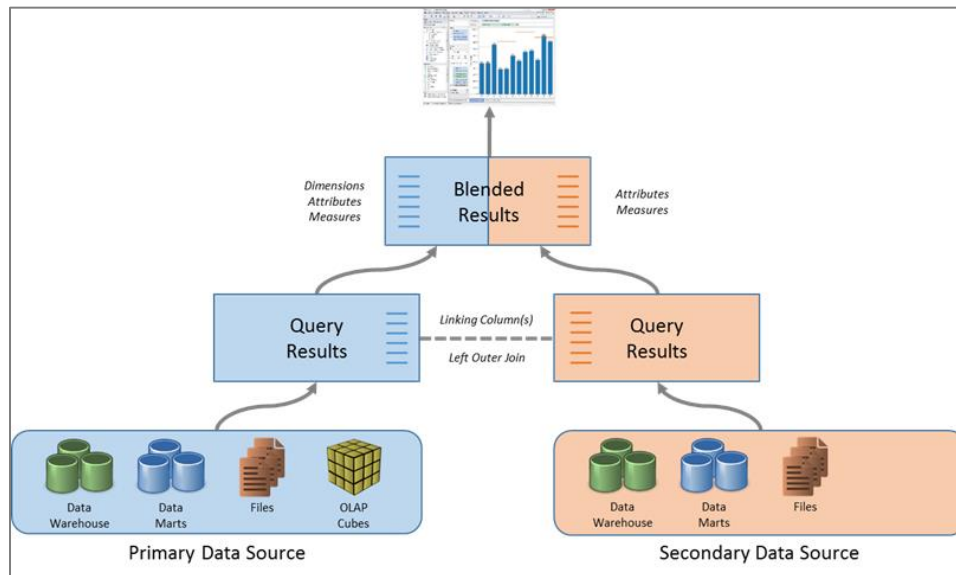 Dimensions
Attributes
Measures
Blended
Results
Attributes
Measures
Query
Results
Linking Column(s)
Left Outer Join
Query
Results
Data
Warehouse
Data
Marts
Files
OLAP
Cubes
Data
Warehouse
Data
Marts
Files
Primary Data Source
Secondary Data Source